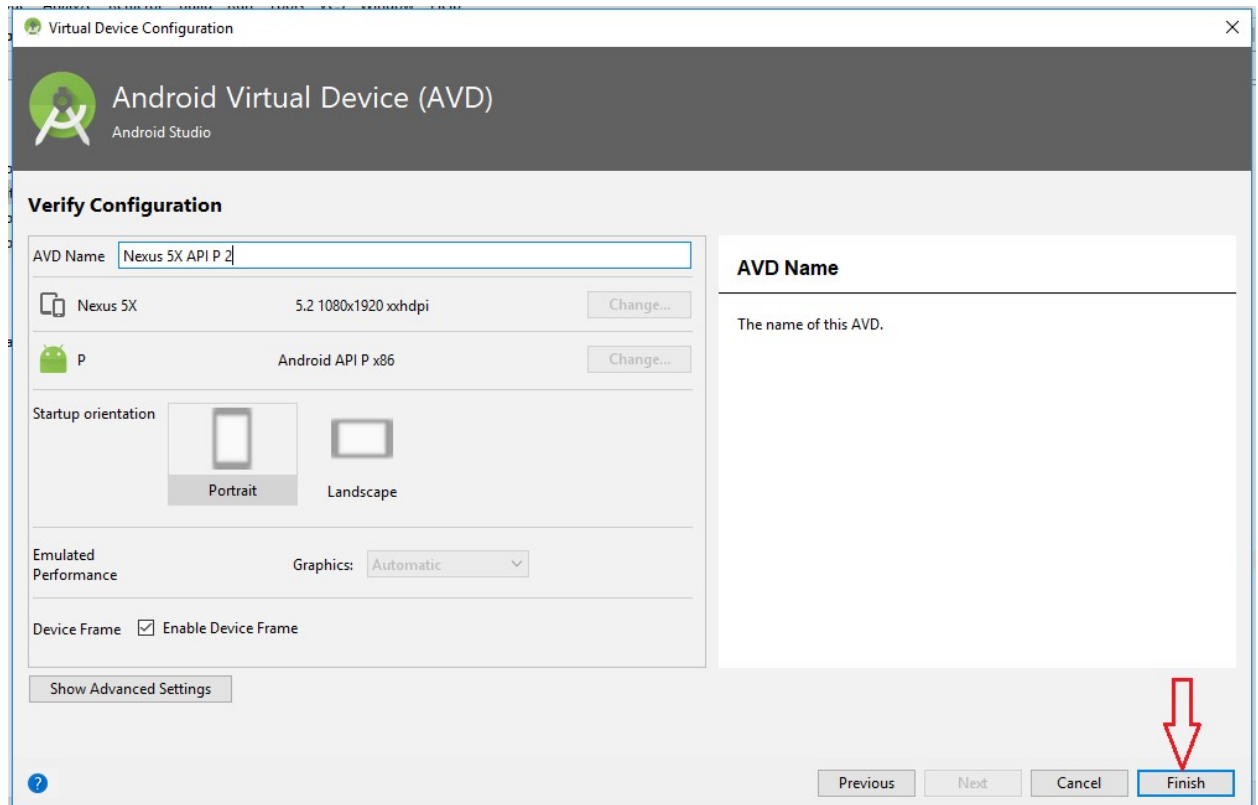 Virtual Device Configuration
Android Virtual Device (AVD)
Android Studio
Verify Configuration
AVD Name Nexus 5X API P 2
Nexus 5X 5.2 1080x1920 xxhdpi Change...
P Android API P x86 Change...
Startup orientation
Portrait Landscape
Emulated
Performance
Graphics: Automatic
Device Frame Enable Device Frame
Show Advanced Settings
AVD Name
The name of this AVD.
? Previous Next Cancel Finish